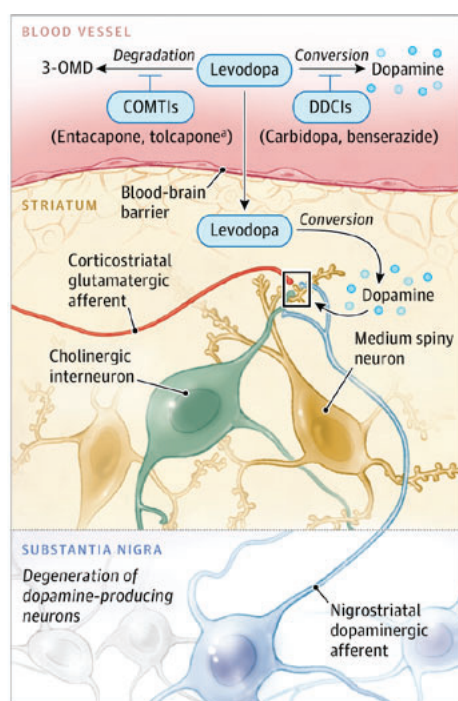 BLOOD VESSEL
Degradation
Conversion
3-OMD
Levodopa
Dopamine
COMTIs
DDCIs
(Entacapone, tolcaponeᵃ)
(Carbidopa, benserazide)
Blood-brain
barrier
STRIATUM
Levodopa
Conversion
Corticostriatal
glutamatergic
afferent
Dopamine
Cholinergic
interneuron
Medium spiny
neuron
SUBSTANTIA NIGRA
Degeneration of
dopamine-producing
neurons
Nigrostriatal
dopaminergic
afferent